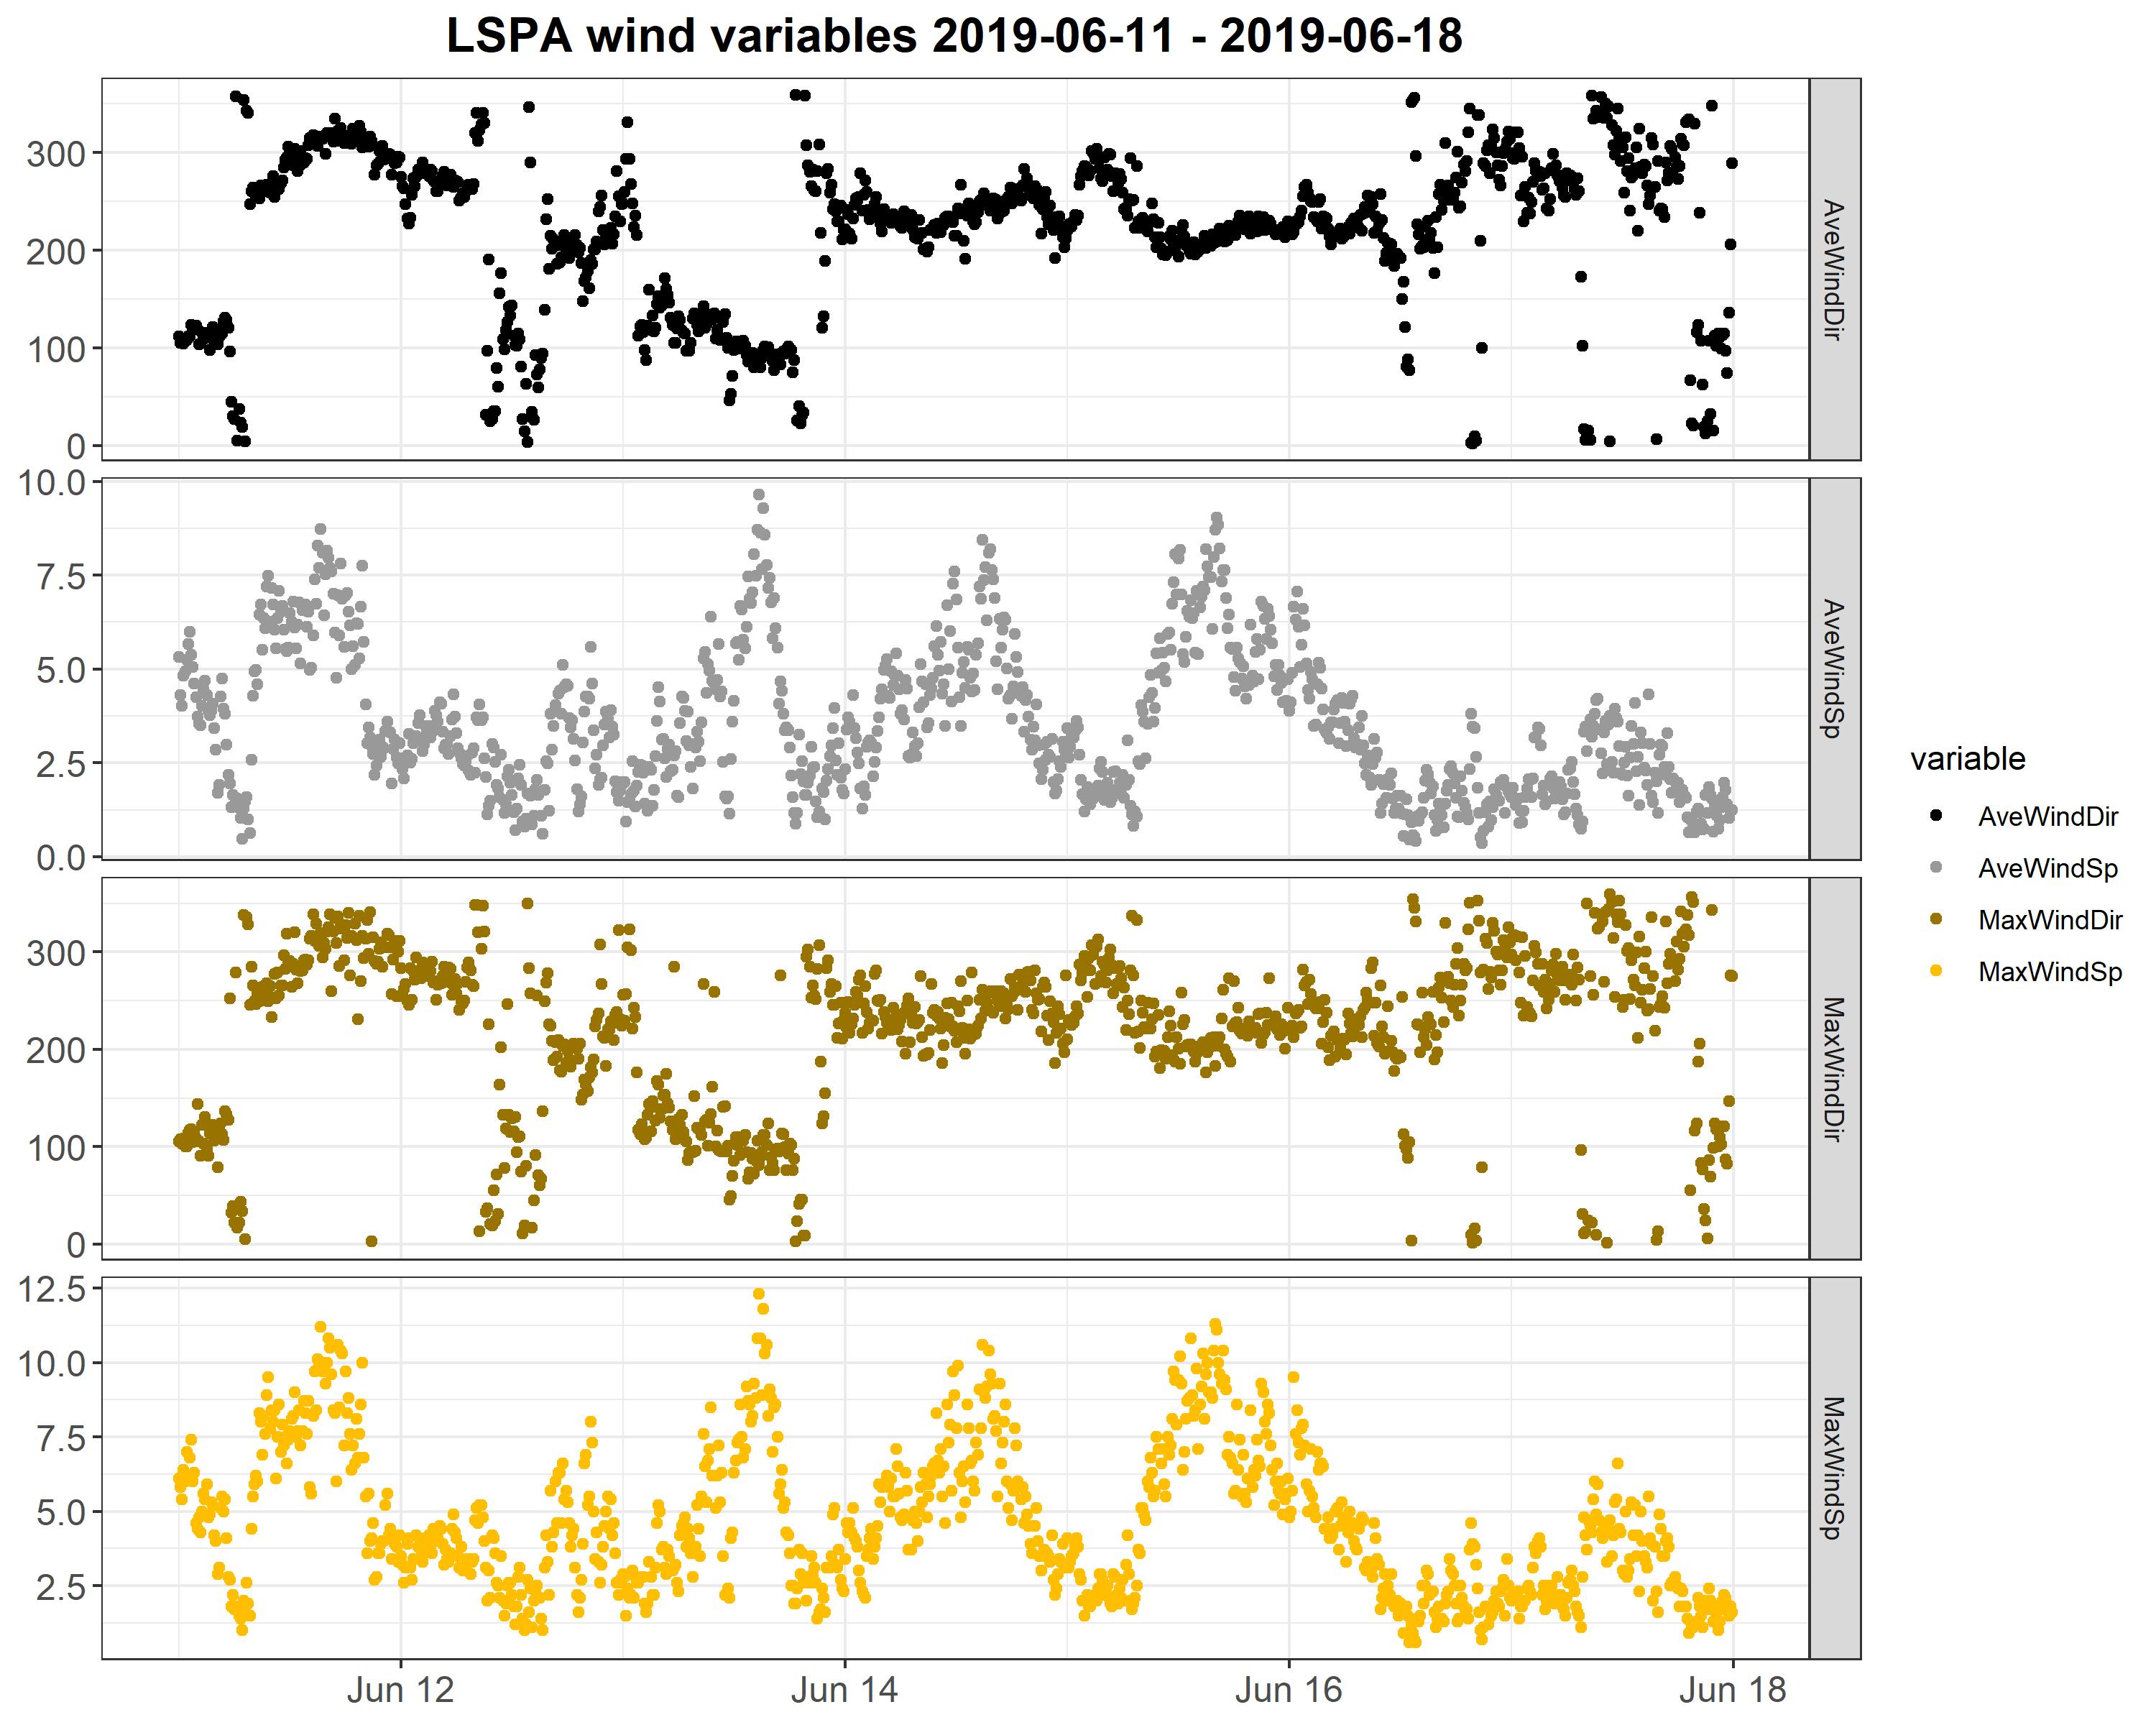 LSPA wind variables 2019-06-11 - 2019-06-18
300
200
100
0
AveWindDir
10.0
7.5
5.0
2.5
0.0
AveWindSp
300
200
100
0
MaxWindDir
12.5
10.0
7.5
5.0
2.5
MaxWindSp
Jun 12 Jun 14 Jun 16 Jun 18
variable
AveWindDir
AveWindSp
MaxWindDir
MaxWindSp